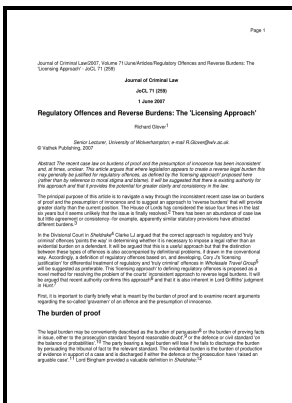 Page 1
Journal of Criminal Law/2007, Volume 71/June/Articles/Regulatory Offences and Reverse Burdens: The
'Licensing Approach' - JoCL 71 (259)
Journal of Criminal Law
JoCL 71 (259)
1 June 2007
Regulatory Offences and Reverse Burdens: The 'Licensing Approach'
Richard Glover1
Senior Lecturer, University of Wolverhampton; e-mail R.Glover@wlv.ac.uk.
© Vathek Publishing, 2007
Abstract The recent case law on burdens of proof and the presumption of innocence has been inconsistent
and, at times, unclear. This article argues that where legislation appears to create a reverse legal burden this
may generally be justified for regulatory offences, as defined by the 'licensing approach' proposed here
(rather than by reference to moral stigma and blame). It will be suggested that there is existing authority for
this approach and that it provides the potential for greater clarity and consistency in the law.
The principal purpose of this article is to navigate a way through the inconsistent recent case law on burdens
of proof and the presumption of innocence and to suggest an approach to 'reverse burdens' that will provide
greater clarity than the current position. The House of Lords has considered the issue four times in the last
six years but it seems unlikely that the issue is finally resolved.2 There has been an abundance of case law
but little agreement or consistency--for example, apparently similar statutory provisions have attracted
different burdens.3
In the Divisional Court in Sheldrake4 Clarke LJ argued that the correct approach to regulatory and 'truly
criminal' offences 'points the way' in determining whether it is necessary to impose a legal other than an
evidential burden on a defendant. It will be argued that this is a useful approach but that the distinction
between these types of offences is also accompanied by definitional problems, if drawn in the conventional
way. Accordingly, a definition of regulatory offences based on, and developing, Cory J's 'licensing
justification' for differential treatment of regulatory and 'truly criminal' offences in Wholesale Travel Group5
will be suggested as preferable. This 'licensing approach' to defining regulatory offences is proposed as a
novel method for resolving the problem of the courts' inconsistent approach to reverse legal burdens. It will
be argued that recent authority confirms this approach6 and that it is also inherent in Lord Griffiths' judgment
in Hunt.7
First, it is important to clarify briefly what is meant by the burden of proof and to examine recent arguments
regarding the so-called 'gravamen' of an offence and the presumption of innocence.
The burden of proof
The legal burden may be conveniently described as the burden of persuasion8 or the burden of proving facts
in issue, either to the prosecution standard 'beyond reasonable doubt',9 or the defence or civil standard 'on
the balance of probabilities'.10 The party bearing a legal burden will lose if he fails to discharge the burden
by persuading the tribunal of fact to the relevant standard. The evidential burden is the burden of production
of evidence in support of a case and is discharged if either the defence or the prosecution have 'raised an
arguable case'.11 Lord Bingham provided a valuable definition in Sheldrake:12